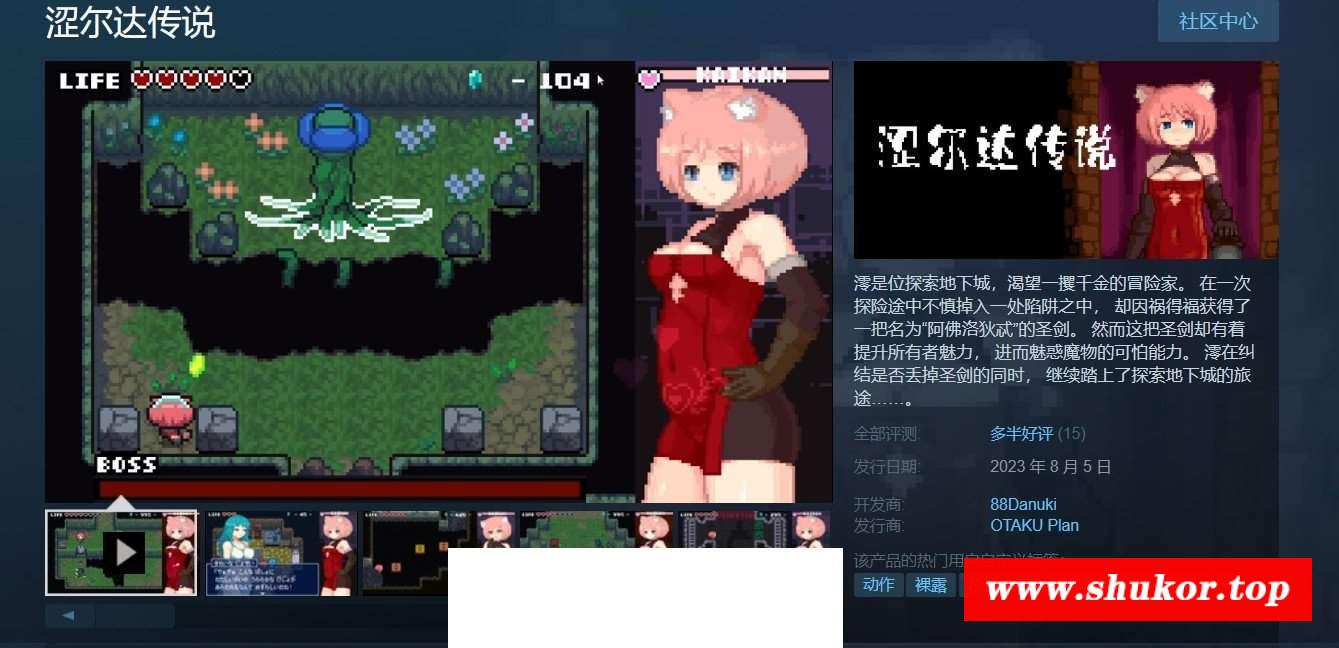 涩尔达传说
社区中心
LIFE
- 104
KAIKAN
BOSS
涩尔达传说
澪是位探索地下城，渴望一攫千金的冒险家。 在一次
探险途中不慎掉入一处陷阱之中， 却因祸得福获得了
一把名为“阿佛洛狄忒”的圣剑。 然而这把圣剑却有着
提升所有者魅力， 进而魅惑魔物的可怕能力。 澪在纠
结是否丢掉圣剑的同时， 继续踏上了探索地下城的旅
途……。
全部评测: 多半好评 (15)
发行日期: 2023 年 8 月 5 日
开发商: 88Danuki
发行商: OTAKU Plan
该产品的热门用户自定义标签:
动作 裸露
www.shukor.top